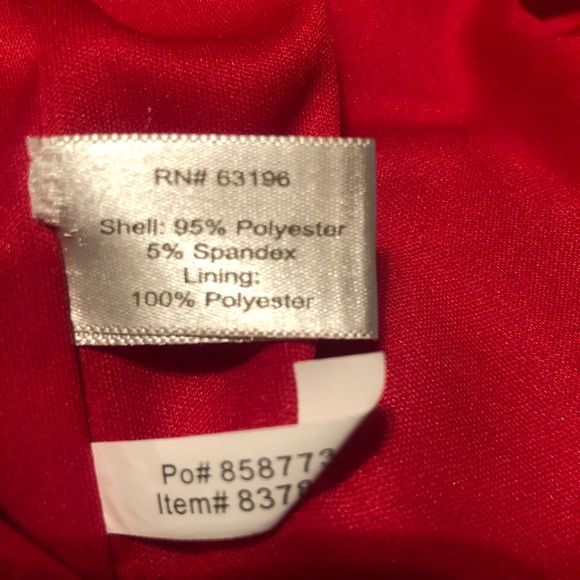 RN# 63196
Shell: 95% Polyester
5% Spandex
Lining:
100% Polyester
Po# 858773
Item# 8378